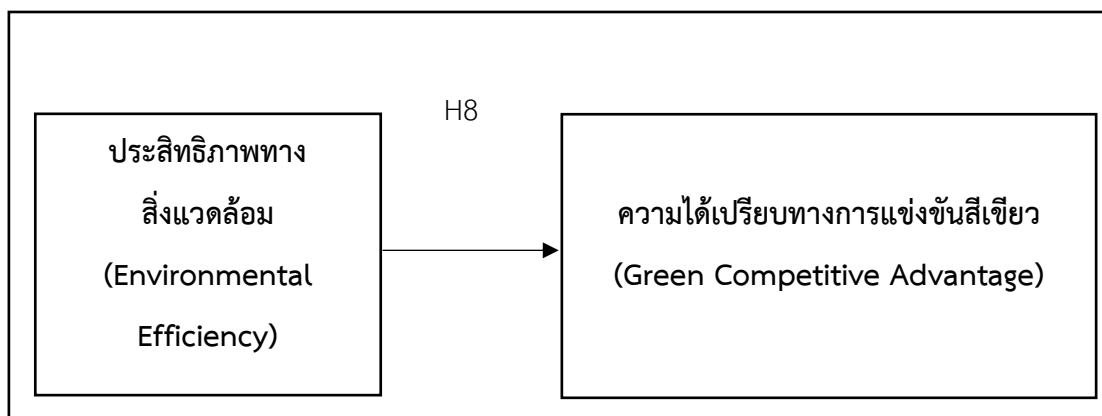 H8
ประสิทธิภาพทาง
สิ่งแวดล้อม
(Environmental
Efficiency)
ความได้เปรียบทางการแข่งขันสีเขียว
(Green Competitive Advantage)